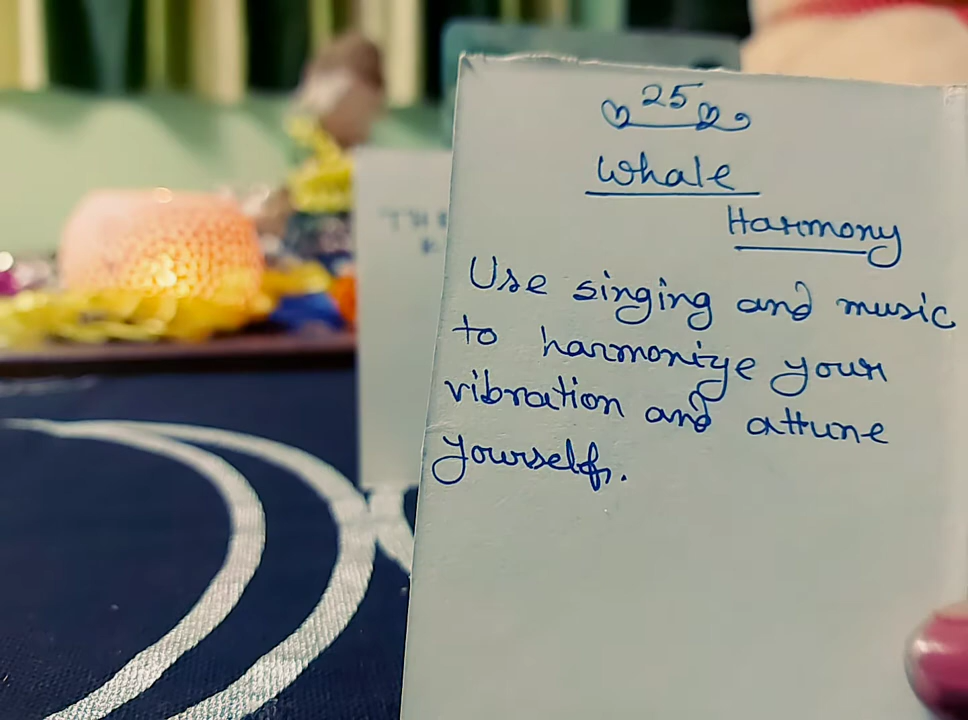 25
Whale
Harmony
Use singing and music
to harmonize your
vibration and attune
yourself.